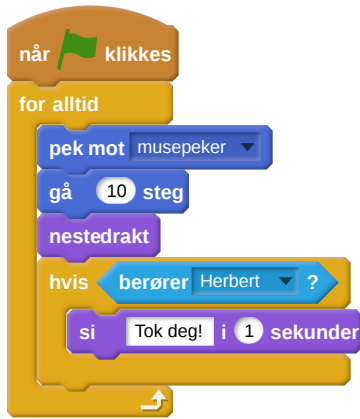 når klikkes
for alltid
pek mot musepeker
gå 10 steg
nestedrakt
hvis berører Herbert ?
si Tok deg! i 1 sekunder